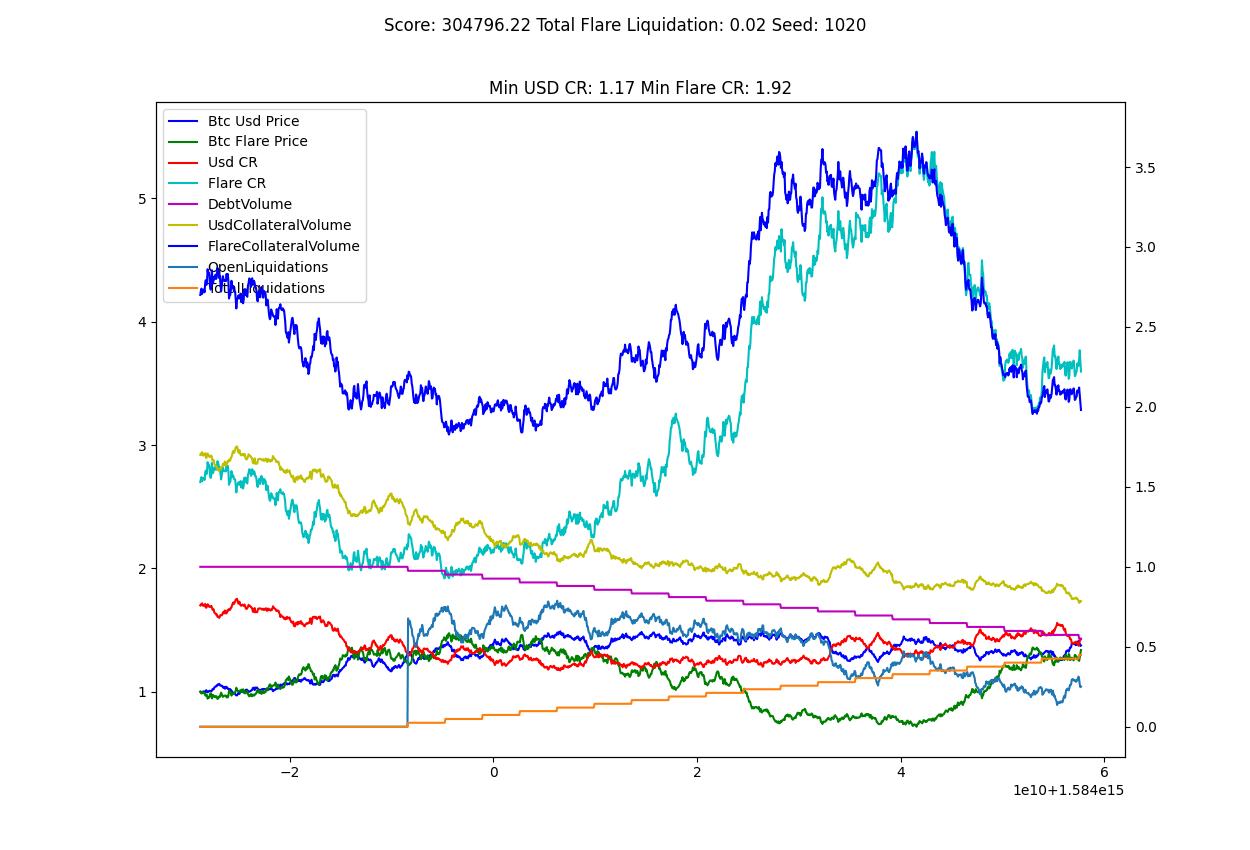 Score: 304796.22 Total Flare Liquidation: 0.02 Seed: 1020
Min USD CR: 1.17 Min Flare CR: 1.92
Btc Usd Price
Btc Flare Price
Usd CR
Flare CR
DebtVolume
UsdCollateralVolume
FlareCollateralVolume
OpenLiquidations
TotalLiquidations
5
4
3
2
1
3.5
3.0
2.5
2.0
1.5
1.0
0.5
0.0
−2 0 2 4 6
1e10+1.584e15